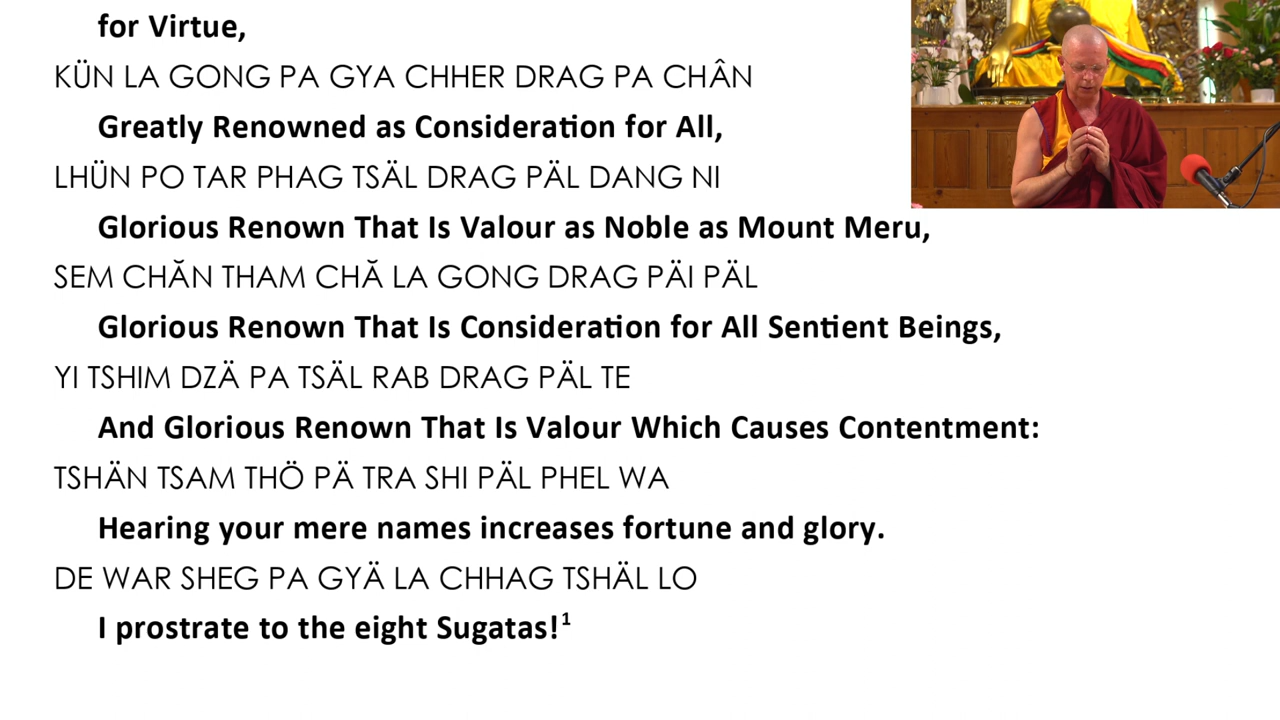 for Virtue,
KÜN LA GONG PA GYA CHHER DRAG PA CHÂN
Greatly Renowned as Consideration for All,
LHÜN PO TAR PHAG TSÄL DRAG PÄL DANG NI
Glorious Renown That Is Valour as Noble as Mount Meru,
SEM CHĂN THAM CHĂ LA GONG DRAG PÄI PÄL
Glorious Renown That Is Consideration for All Sentient Beings,
YI TSHIM DZÄ PA TSÄL RAB DRAG PÄL TE
And Glorious Renown That Is Valour Which Causes Contentment:
TSHÄN TSAM THÖ PÄ TRA SHI PÄL PHEL WA
Hearing your mere names increases fortune and glory.
DE WAR SHEG PA GYÄ LA CHHAG TSHÄL LO
I prostrate to the eight Sugatas!¹